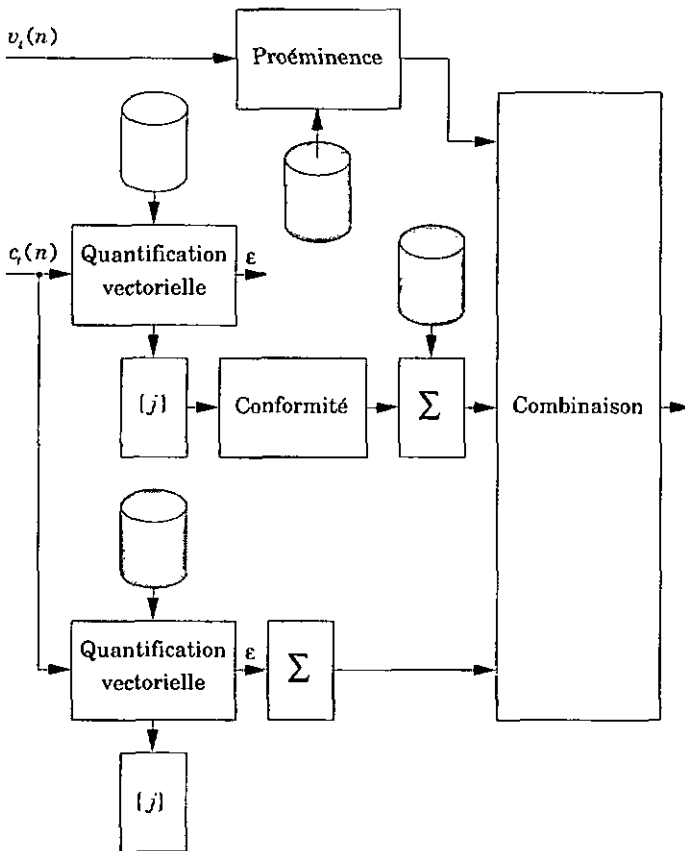 v_i(n)
Proéminence
c_i(n)
Quantification
vectorielle
ε
{j}
Conformité
Σ
Combinaison
Quantification
vectorielle
ε
Σ
{j}